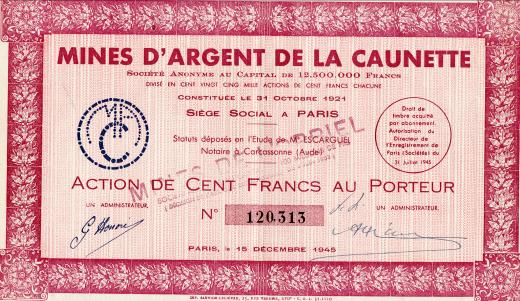 MINES D'ARGENT DE LA CAUNETTE
SOCIÉTÉ ANONYME AU CAPITAL DE 12.500.000 FRANCS
DIVISÉ EN CENT VINGT CINQ MILLE ACTIONS DE CENT FRANCS CHACUNE
CONSTITUÉE LE 31 OCTOBRE 1921
SIÈGE SOCIAL A PARIS
Statuts déposés en l'Etude de Me ESCARGUEL
Notaire à Carcassonne (Aude)
Droit de
timbre acquitté
par abonnement.
Autorisation du
Directeur de
l'Enregistrement de
Paris (Sociétés) du
31 Juillet 1945
MINES DE
ACTION DE CENT FRANCS AU PORTEUR
UN ADMINISTRATEUR,
No 120.313
UN ADMINISTRATEUR,
PARIS, LE 15 DÉCEMBRE 1945